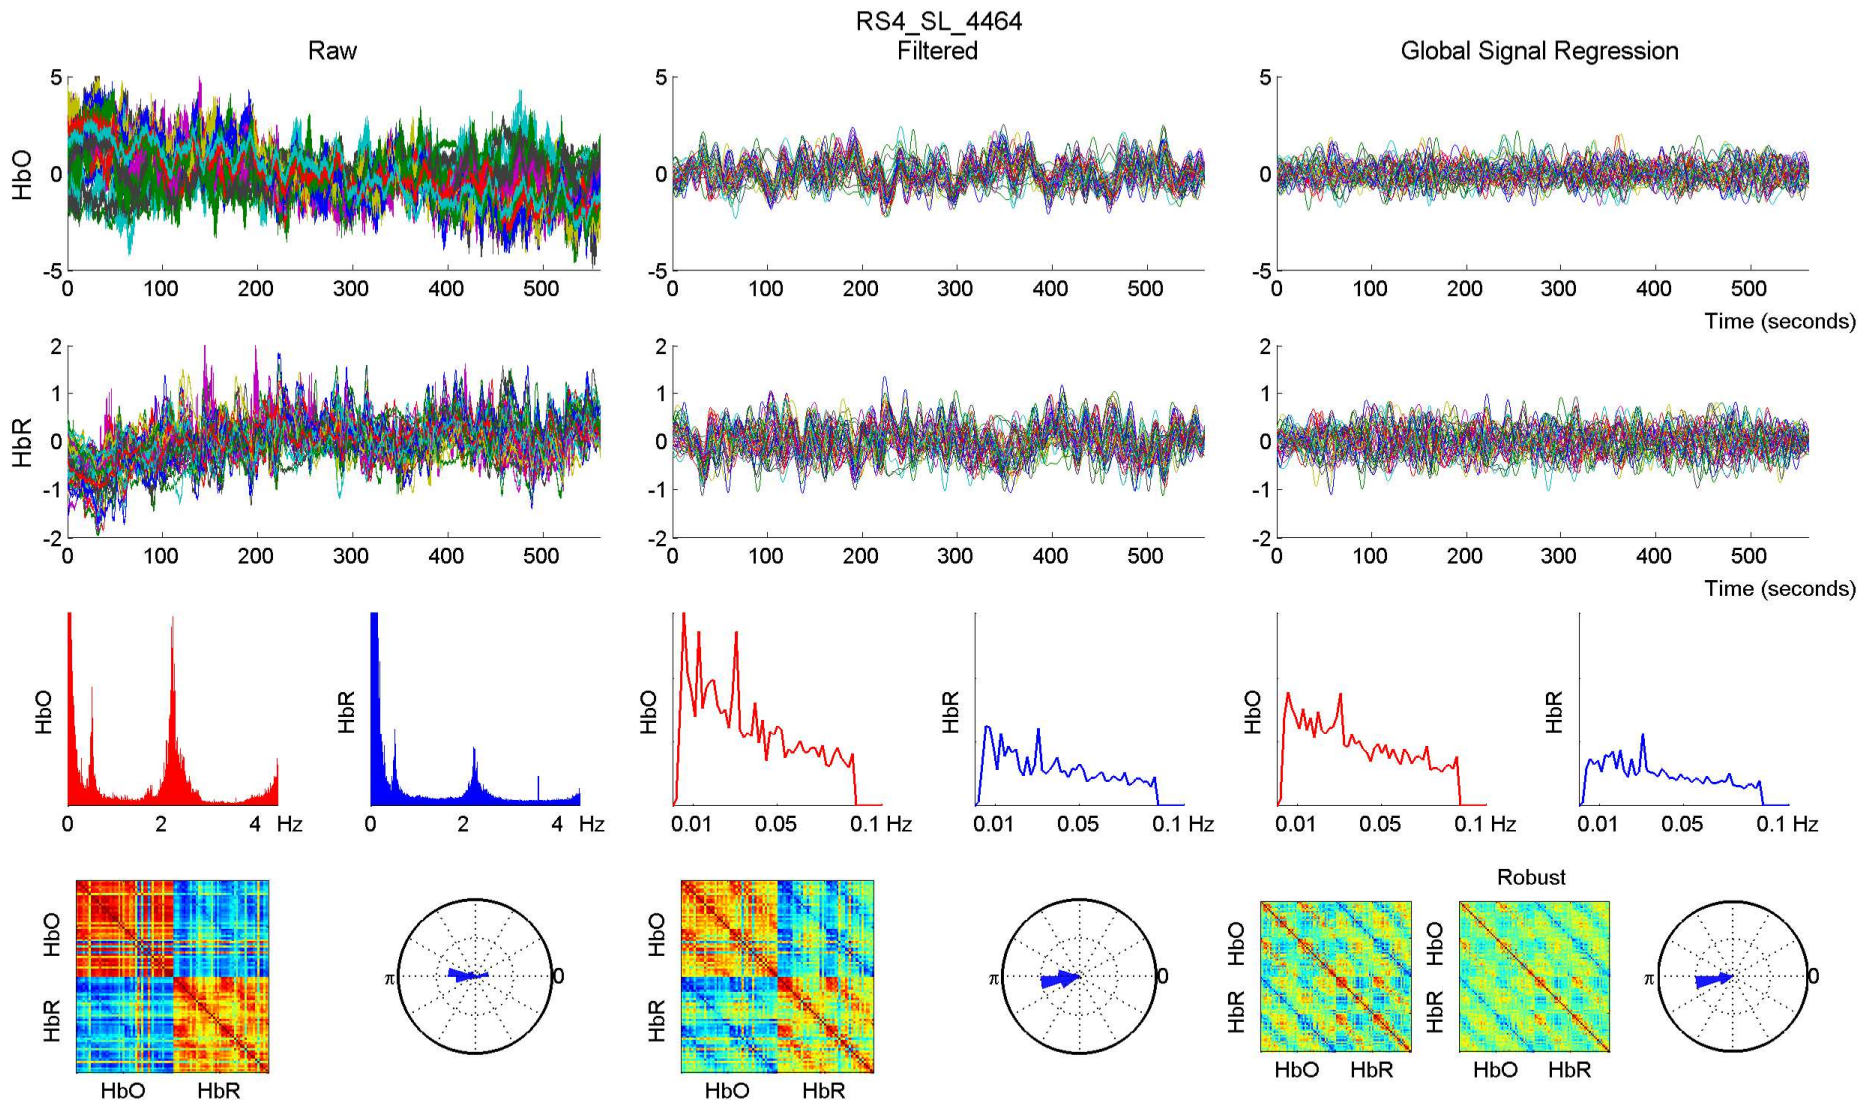 RS4_SL_4464
Raw
Filtered
Global Signal Regression
HbO
5
0
-5
0 100 200 300 400 500
5
0
-5
0 100 200 300 400 500
5
0
-5
0 100 200 300 400 500
Time (seconds)
HbR
2
1
0
-1
-2
0 100 200 300 400 500
2
1
0
-1
-2
0 100 200 300 400 500
2
1
0
-1
-2
0 100 200 300 400 500
Time (seconds)
HbO
0 2 4 Hz
HbR
0 2 4 Hz
HbO
0.01 0.05 0.1 Hz
HbR
0.01 0.05 0.1 Hz
HbO
0.01 0.05 0.1 Hz
HbR
0.01 0.05 0.1 Hz
HbO
HbR
HbO HbR
π 0
HbO
HbR
HbO HbR
π 0
HbO
HbR
HbO HbR
Robust
HbO
HbR
HbO HbR
π 0